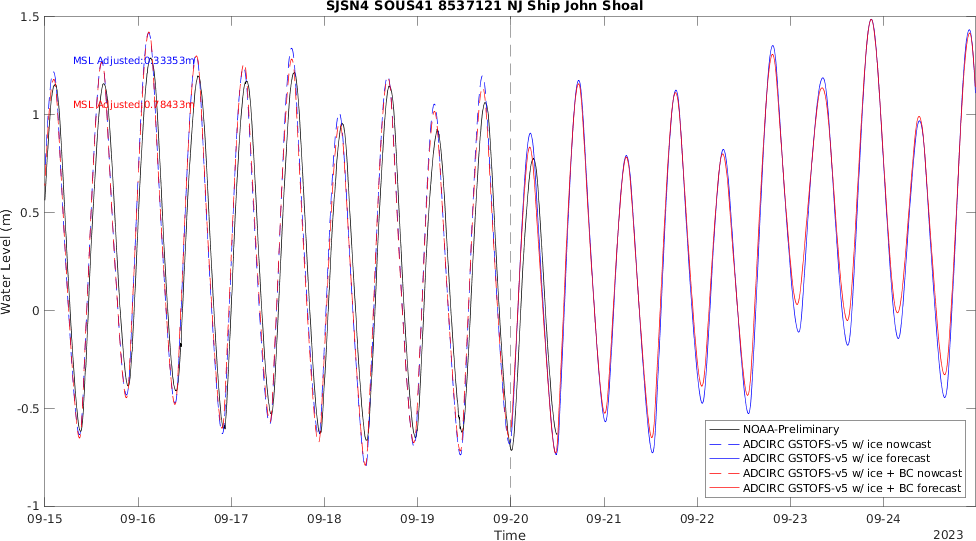 SJSN4 SOUS41 8537121 NJ Ship John Shoal
MSL Adjusted:0.33353m
MSL Adjusted:0.78433m
Water Level (m)
1.5
1
0.5
0
-0.5
-1
09-15 09-16 09-17 09-18 09-19 09-20 09-21 09-22 09-23 09-24
Time
2023
NOAA-Preliminary
ADCIRC GSTOFS-v5 w/ ice nowcast
ADCIRC GSTOFS-v5 w/ ice forecast
ADCIRC GSTOFS-v5 w/ ice + BC nowcast
ADCIRC GSTOFS-v5 w/ ice + BC forecast